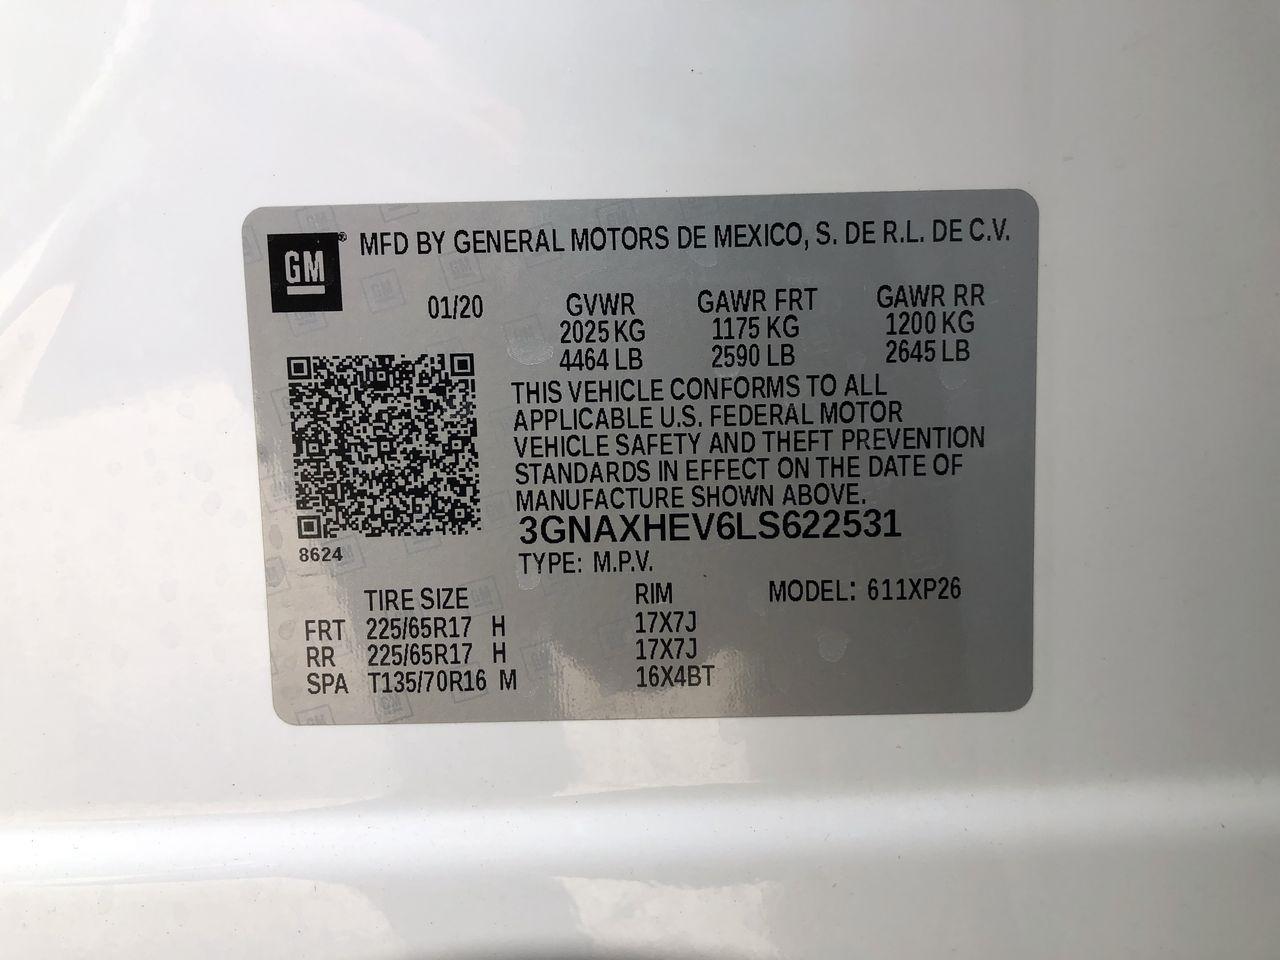 GM
MFD BY GENERAL MOTORS DE MEXICO, S. DE R.L. DE C.V.
01/20 GVWR GAWR FRT GAWR RR
2025 KG 1175 KG 1200 KG
4464 LB 2590 LB 2645 LB
THIS VEHICLE CONFORMS TO ALL
APPLICABLE U.S. FEDERAL MOTOR
VEHICLE SAFETY AND THEFT PREVENTION
STANDARDS IN EFFECT ON THE DATE OF
MANUFACTURE SHOWN ABOVE.
3GNAXHEV6LS622531
8624
TYPE: M.P.V.
TIRE SIZE RIM MODEL: 611XP26
FRT 225/65R17 H 17X7J
RR 225/65R17 H 17X7J
SPA T135/70R16 M 16X4BT